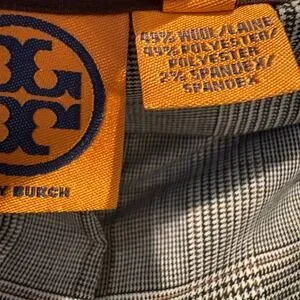 49% WOOL/LAINE
49% POLYESTER/
POLYESTER
2% SPANDEX/
SPANDEX
Y BURCH